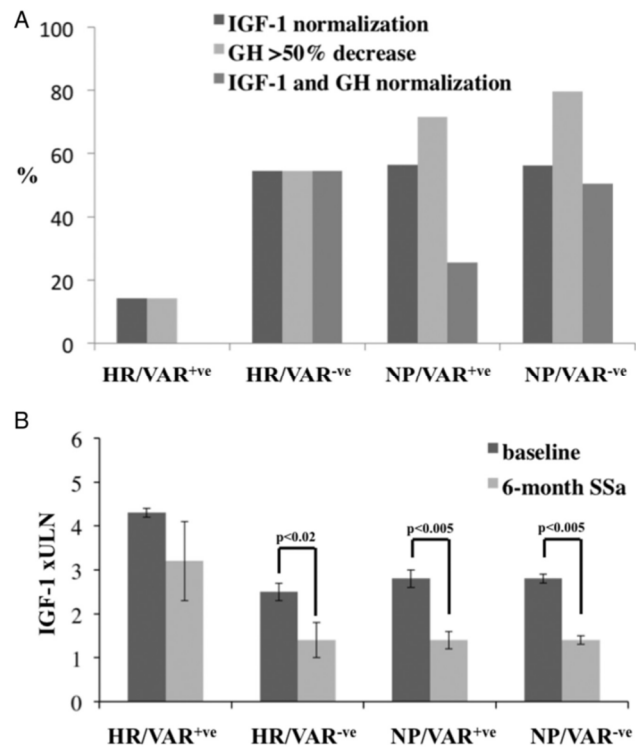 A
IGF-1 normalization
GH >50% decrease
IGF-1 and GH normalization
100
80
60
40
20
0
%
HR/VAR+ve HR/VAR-ve NP/VAR+ve NP/VAR-ve
B
baseline
6-month SSa
6
5
4
3
2
1
0
IGF-1 xULN
p<0.02
p<0.005
p<0.005
HR/VAR+ve HR/VAR-ve NP/VAR+ve NP/VAR-ve